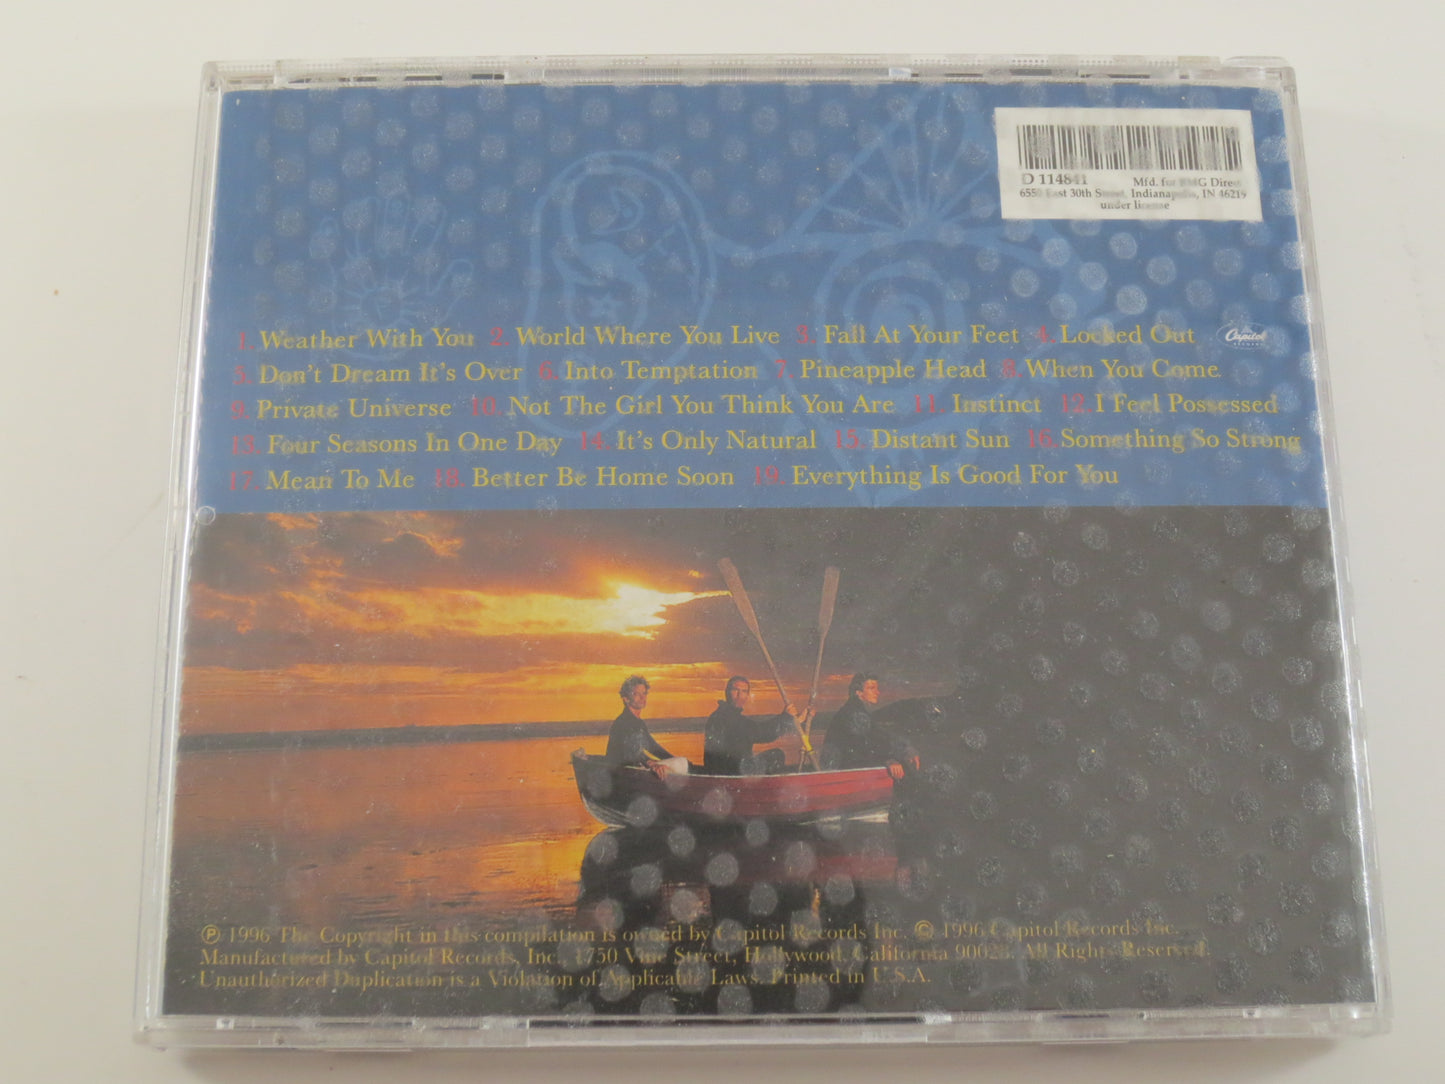 D 114841 Mfd. for BMG Direct
6550 East 30th Street, Indianapolis, IN 46219
under license
1. Weather With You 2. World Where You Live 3. Fall At Your Feet 4. Locked Out
Capitol
RECORDS
5. Don't Dream It's Over 6. Into Temptation 7. Pineapple Head 8. When You Come
9. Private Universe 10. Not The Girl You Think You Are 11. Instinct 12. I Feel Possessed
13. Four Seasons In One Day 14. It's Only Natural 15. Distant Sun 16. Something So Strong
17. Mean To Me 18. Better Be Home Soon 19. Everything Is Good For You
℗ 1996 The Copyright in this compilation is owned by Capitol Records Inc. © 1996 Capitol Records Inc.
Manufactured by Capitol Records, Inc., 1750 Vine Street, Hollywood, California 90028. All Rights Reserved.
Unauthorized Duplication is a Violation of Applicable Laws. Printed in U.S.A.